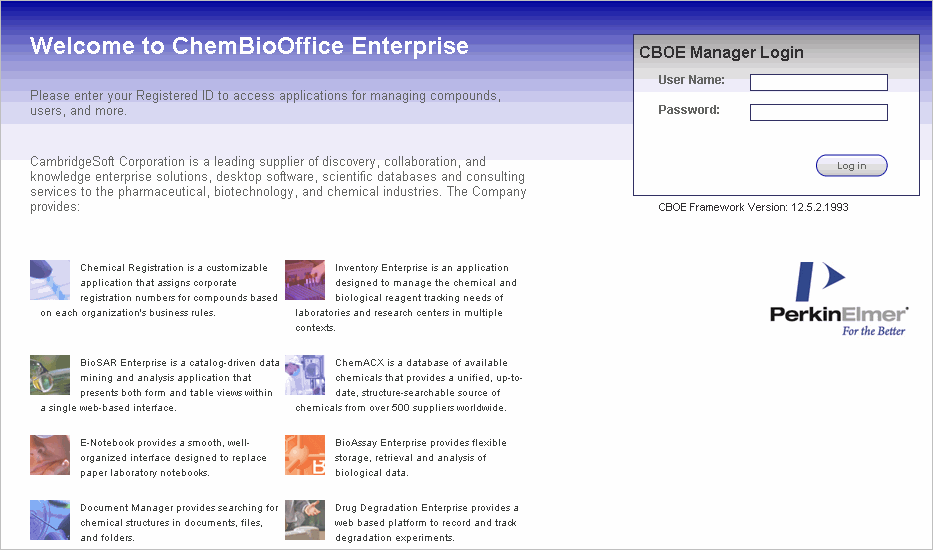 Welcome to ChemBioOffice Enterprise
Please enter your Registered ID to access applications for managing compounds,
users, and more.
CambridgeSoft Corporation is a leading supplier of discovery, collaboration, and
knowledge enterprise solutions, desktop software, scientific databases and consulting
services to the pharmaceutical, biotechnology, and chemical industries. The Company
provides:
CBOE Manager Login
User Name:
Password:
Log in
CBOE Framework Version: 12.5.2.1993
PerkinElmer
For the Better
Chemical Registration is a customizable
application that assigns corporate
registration numbers for compounds based
on each organization's business rules.
Inventory Enterprise is an application
designed to manage the chemical and
biological reagent tracking needs of
laboratories and research centers in multiple
contexts.
BioSAR Enterprise is a catalog-driven data
mining and analysis application that
presents both form and table views within
a single web-based interface.
ChemACX is a database of available
chemicals that provides a unified, up-to-
date, structure-searchable source of
chemicals from over 500 suppliers worldwide.
E-Notebook provides a smooth, well-
organized interface designed to replace
paper laboratory notebooks.
B
BioAssay Enterprise provides flexible
storage, retrieval and analysis of
biological data.
Document Manager provides searching for
chemical structures in documents, files,
and folders.
Drug Degradation Enterprise provides a
web based platform to record and track
degradation experiments.